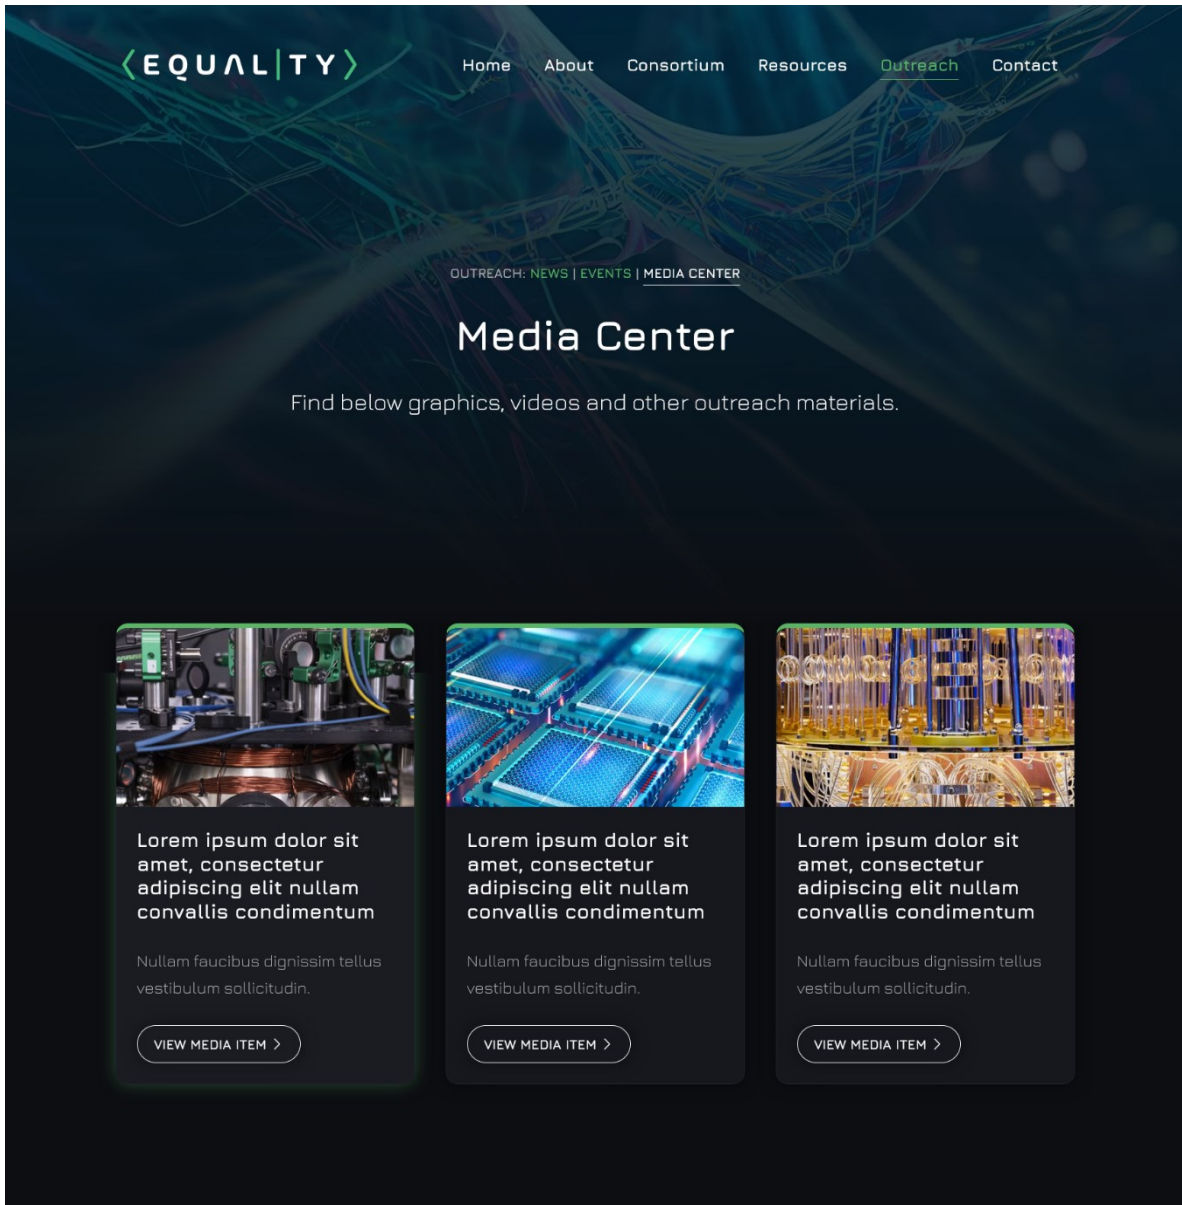 ⟨EQUAL|TY⟩
Home About Consortium Resources Outreach Contact
OUTREACH: NEWS | EVENTS | MEDIA CENTER
Media Center
Find below graphics, videos and other outreach materials.
Lorem ipsum dolor sit
amet, consectetur
adipiscing elit nullam
convallis condimentum
Nullam faucibus dignissim tellus
vestibulum sollicitudin.
VIEW MEDIA ITEM >
Lorem ipsum dolor sit
amet, consectetur
adipiscing elit nullam
convallis condimentum
Nullam faucibus dignissim tellus
vestibulum sollicitudin.
VIEW MEDIA ITEM >
Lorem ipsum dolor sit
amet, consectetur
adipiscing elit nullam
convallis condimentum
Nullam faucibus dignissim tellus
vestibulum sollicitudin.
VIEW MEDIA ITEM >